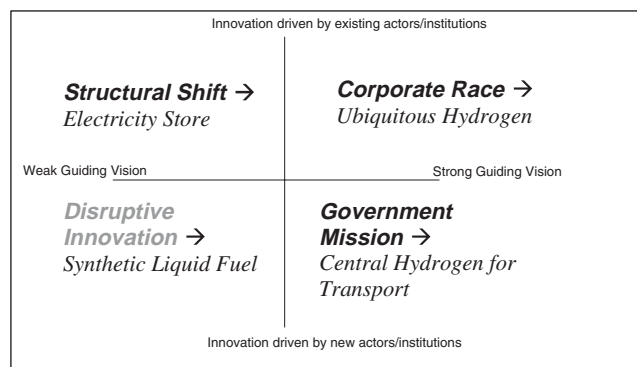 Innovation driven by existing actors/institutions
Structural Shift →
Electricity Store
Corporate Race →
Ubiquitous Hydrogen
Weak Guiding Vision
Strong Guiding Vision
Disruptive
Innovation →
Synthetic Liquid Fuel
Government
Mission →
Central Hydrogen for
Transport
Innovation driven by new actors/institutions